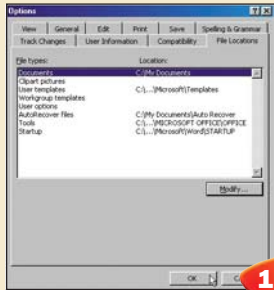 Options
View General Edit Print Save Spelling & Grammar
Track Changes User Information Compatibility File Locations
File types: Location:
Documents C:\My Documents
Clipart pictures
User templates C:\...\Microsoft\Templates
Workgroup templates
User options
AutoRecover files C:\My Documents\Auto Recover
Tools C:\...\MICROSOFT OFFICE\OFFICE
Startup C:\...\Microsoft\Word\STARTUP
Modify...
OK
1